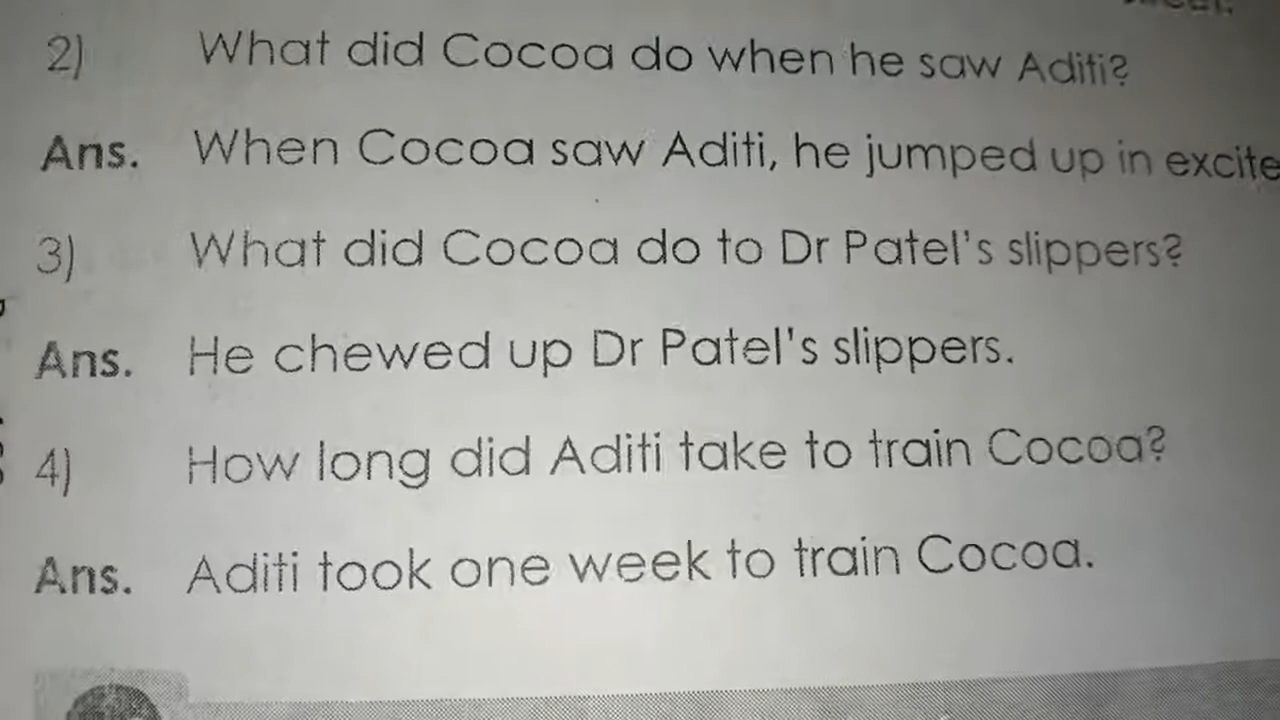 2) What did Cocoa do when he saw Aditi?
Ans. When Cocoa saw Aditi, he jumped up in excite
3) What did Cocoa do to Dr Patel's slippers?
Ans. He chewed up Dr Patel's slippers.
4) How long did Aditi take to train Cocoa?
Ans. Aditi took one week to train Cocoa.